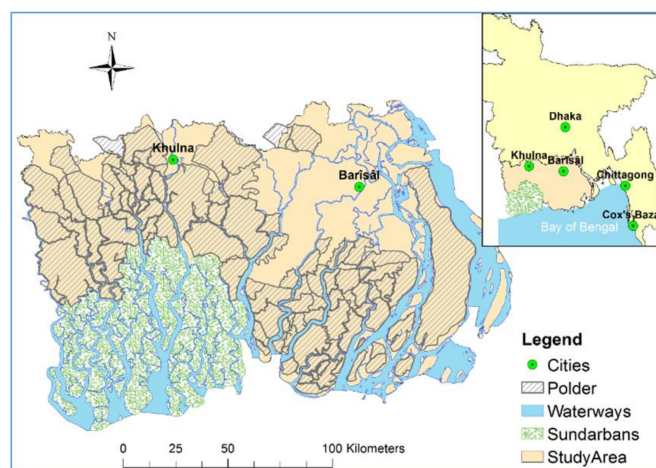 N
Khulna
Barisal
Dhaka
Khulna
Barisal
Chittagong
Cox's Baza
Bay of Bengal
Legend
Cities
Polder
Waterways
Sundarbans
StudyArea
0 25 50 100 Kilometers